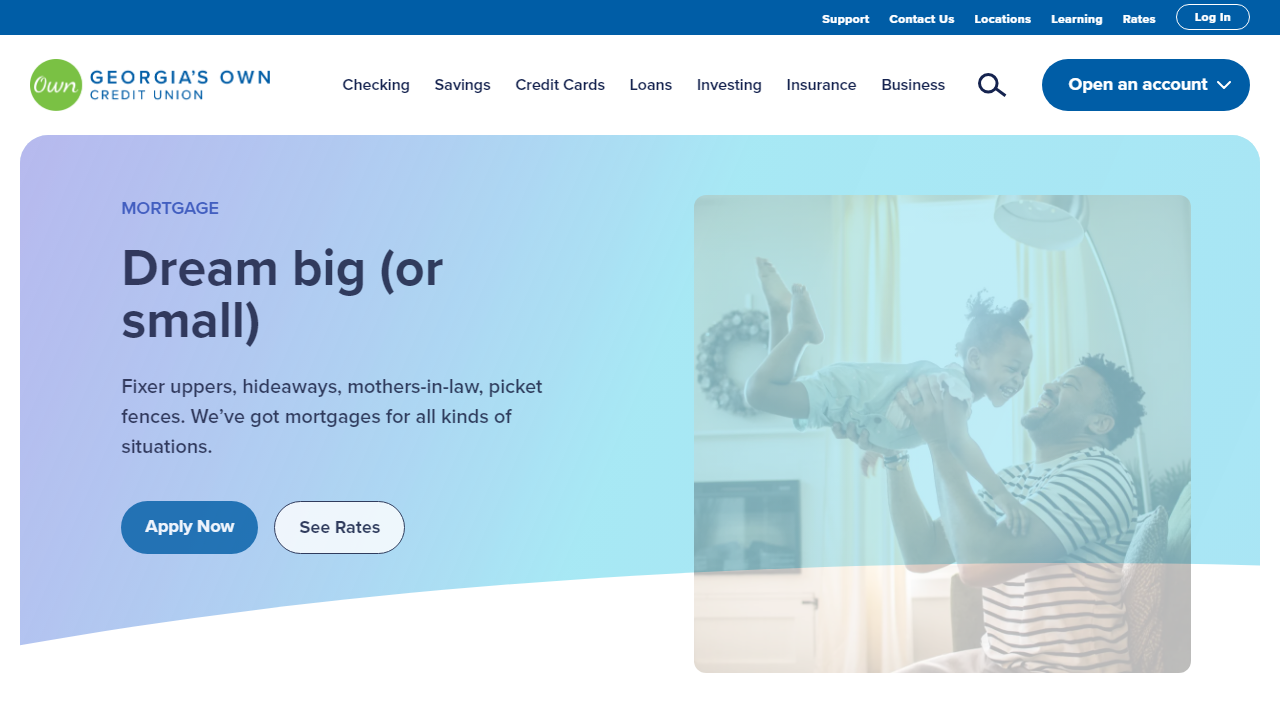 Support Contact Us Locations Learning Rates Log In
Own GEORGIA'S OWN
CREDIT UNION
Checking Savings Credit Cards Loans Investing Insurance Business Open an account
MORTGAGE
Dream big (or
small)
Fixer uppers, hideaways, mothers-in-law, picket
fences. We’ve got mortgages for all kinds of
situations.
Apply Now See Rates